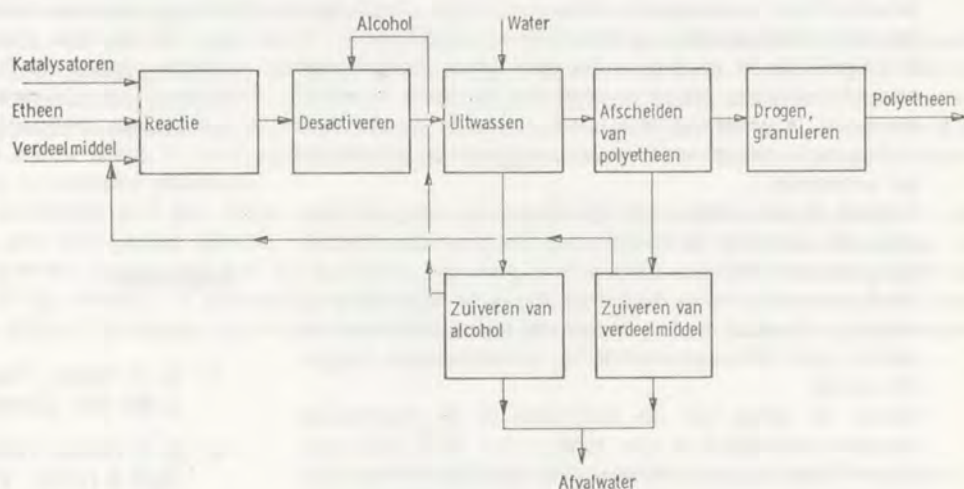 Alcohol
Water
Katalysatoren
Etheen
Verdeelmiddel
Reactie
Desactiveren
Uitwassen
Afscheiden
van
polyetheen
Drogen,
granuleren
Polyetheen
Zuiveren van
alcohol
Zuiveren van
verdeelmiddel
Afvalwater